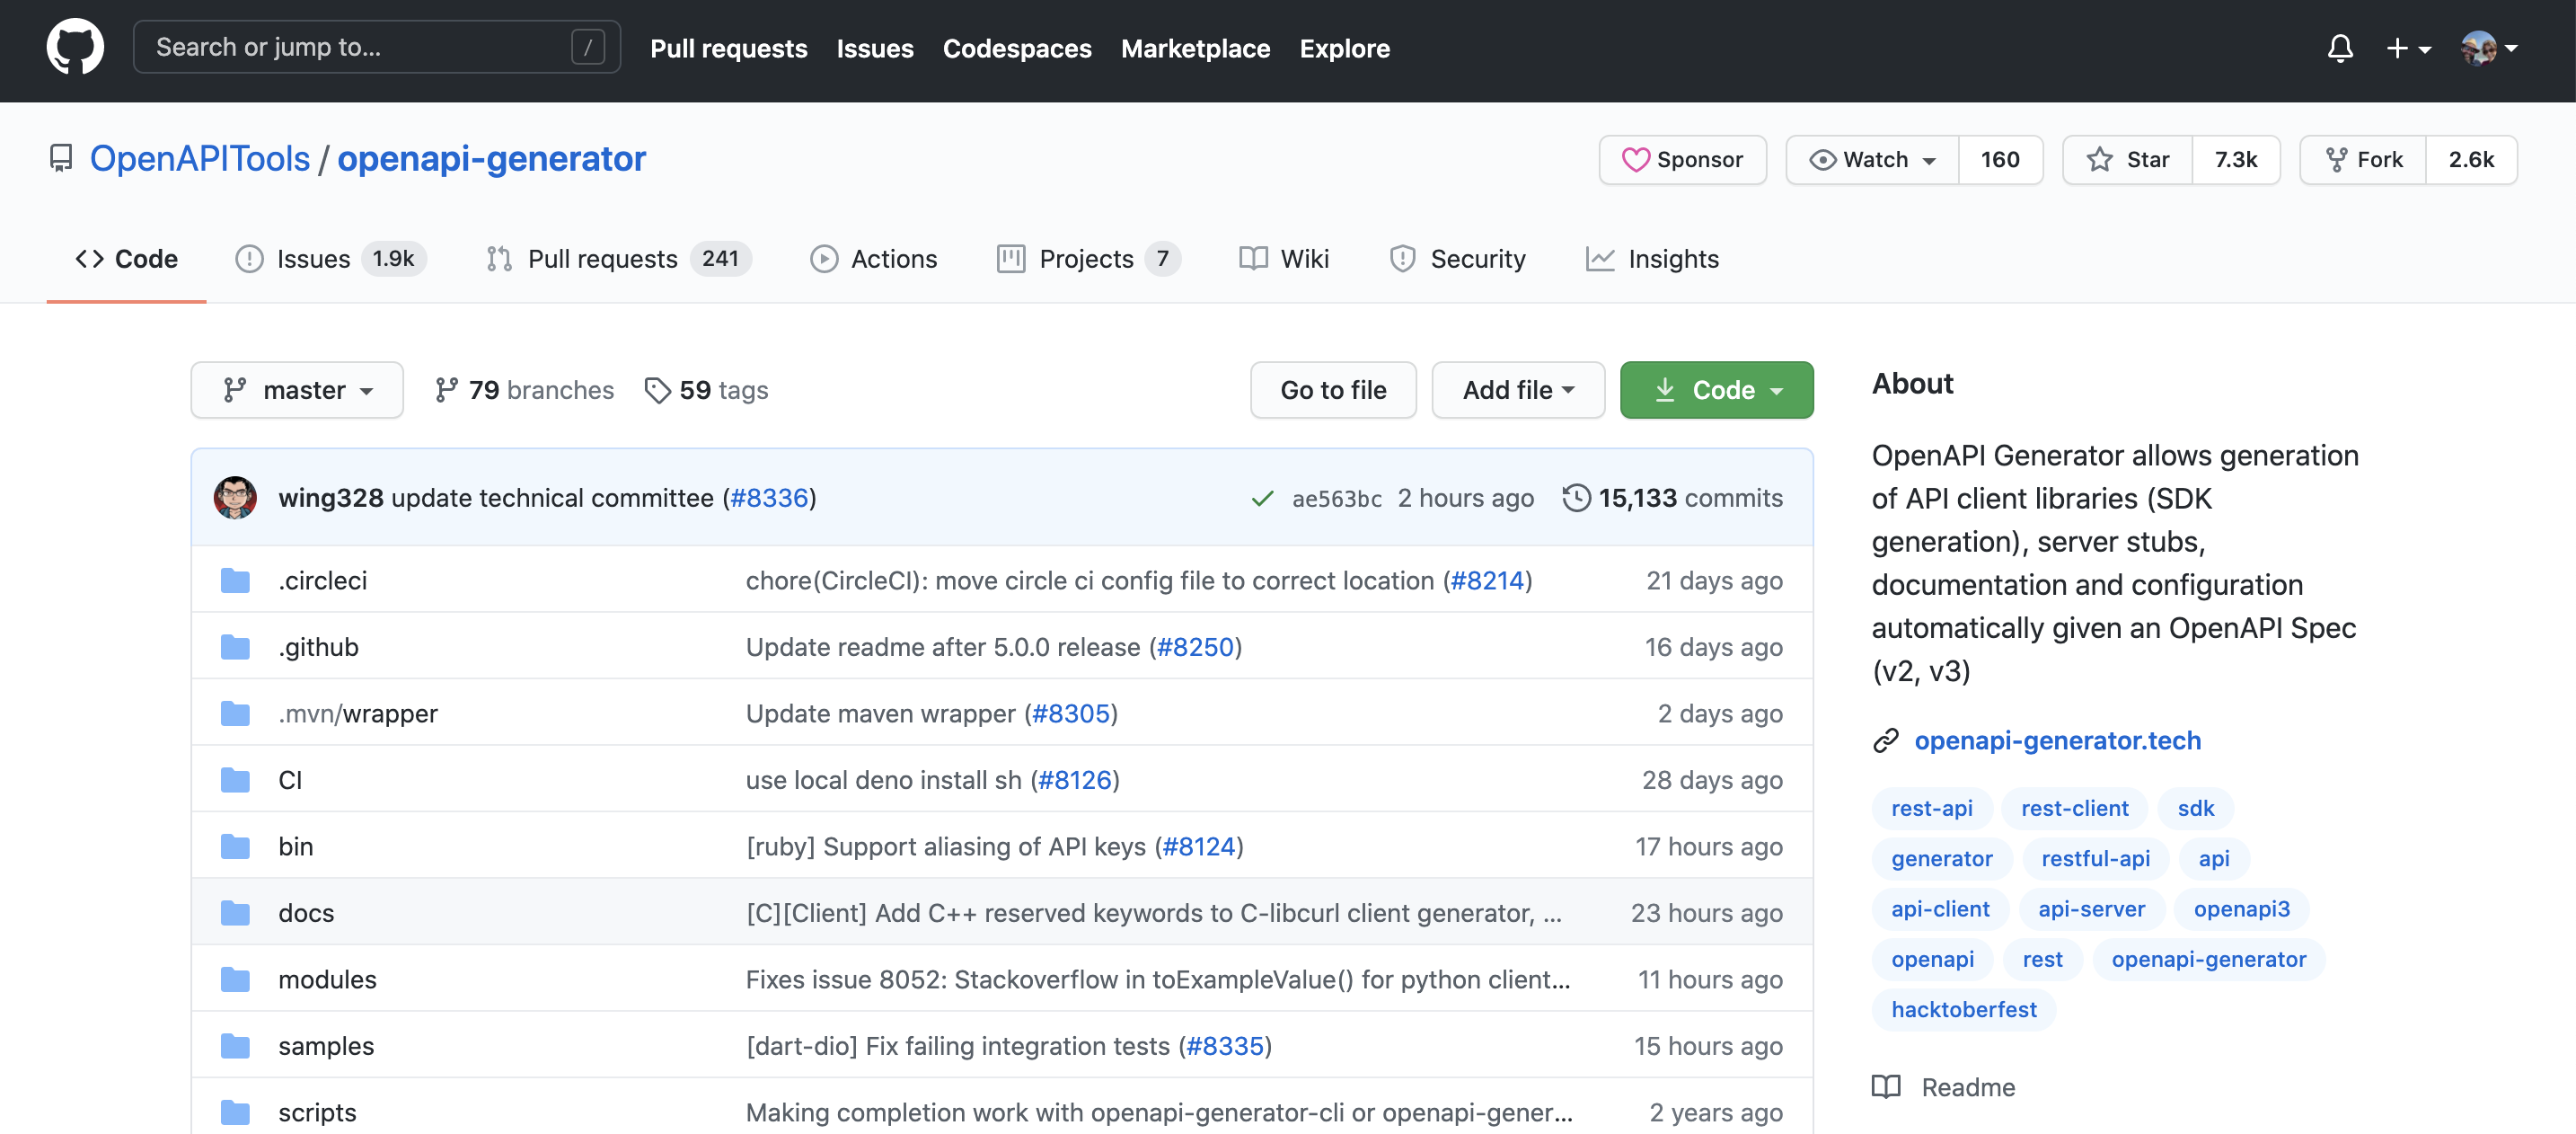 Search or jump to... / Pull requests Issues Codespaces Marketplace Explore
OpenAPITools / openapi-generator Sponsor Watch 160 Star 7.3k Fork 2.6k
Code Issues 1.9k Pull requests 241 Actions Projects 7 Wiki Security Insights
master 79 branches 59 tags Go to file Add file Code
wing328 update technical committee (#8336) ae563bc 2 hours ago 15,133 commits
.circleci chore(CircleCI): move circle ci config file to correct location (#8214) 21 days ago
.github Update readme after 5.0.0 release (#8250) 16 days ago
.mvn/wrapper Update maven wrapper (#8305) 2 days ago
CI use local deno install sh (#8126) 28 days ago
bin [ruby] Support aliasing of API keys (#8124) 17 hours ago
docs [C][Client] Add C++ reserved keywords to C-libcurl client generator, ... 23 hours ago
modules Fixes issue 8052: Stackoverflow in toExampleValue() for python client... 11 hours ago
samples [dart-dio] Fix failing integration tests (#8335) 15 hours ago
scripts Making completion work with openapi-generator-cli or openapi-gener... 2 years ago
About
OpenAPI Generator allows generation
of API client libraries (SDK
generation), server stubs,
documentation and configuration
automatically given an OpenAPI Spec
(v2, v3)
openapi-generator.tech
rest-api rest-client sdk
generator restful-api api
api-client api-server openapi3
openapi rest openapi-generator
hacktoberfest
Readme